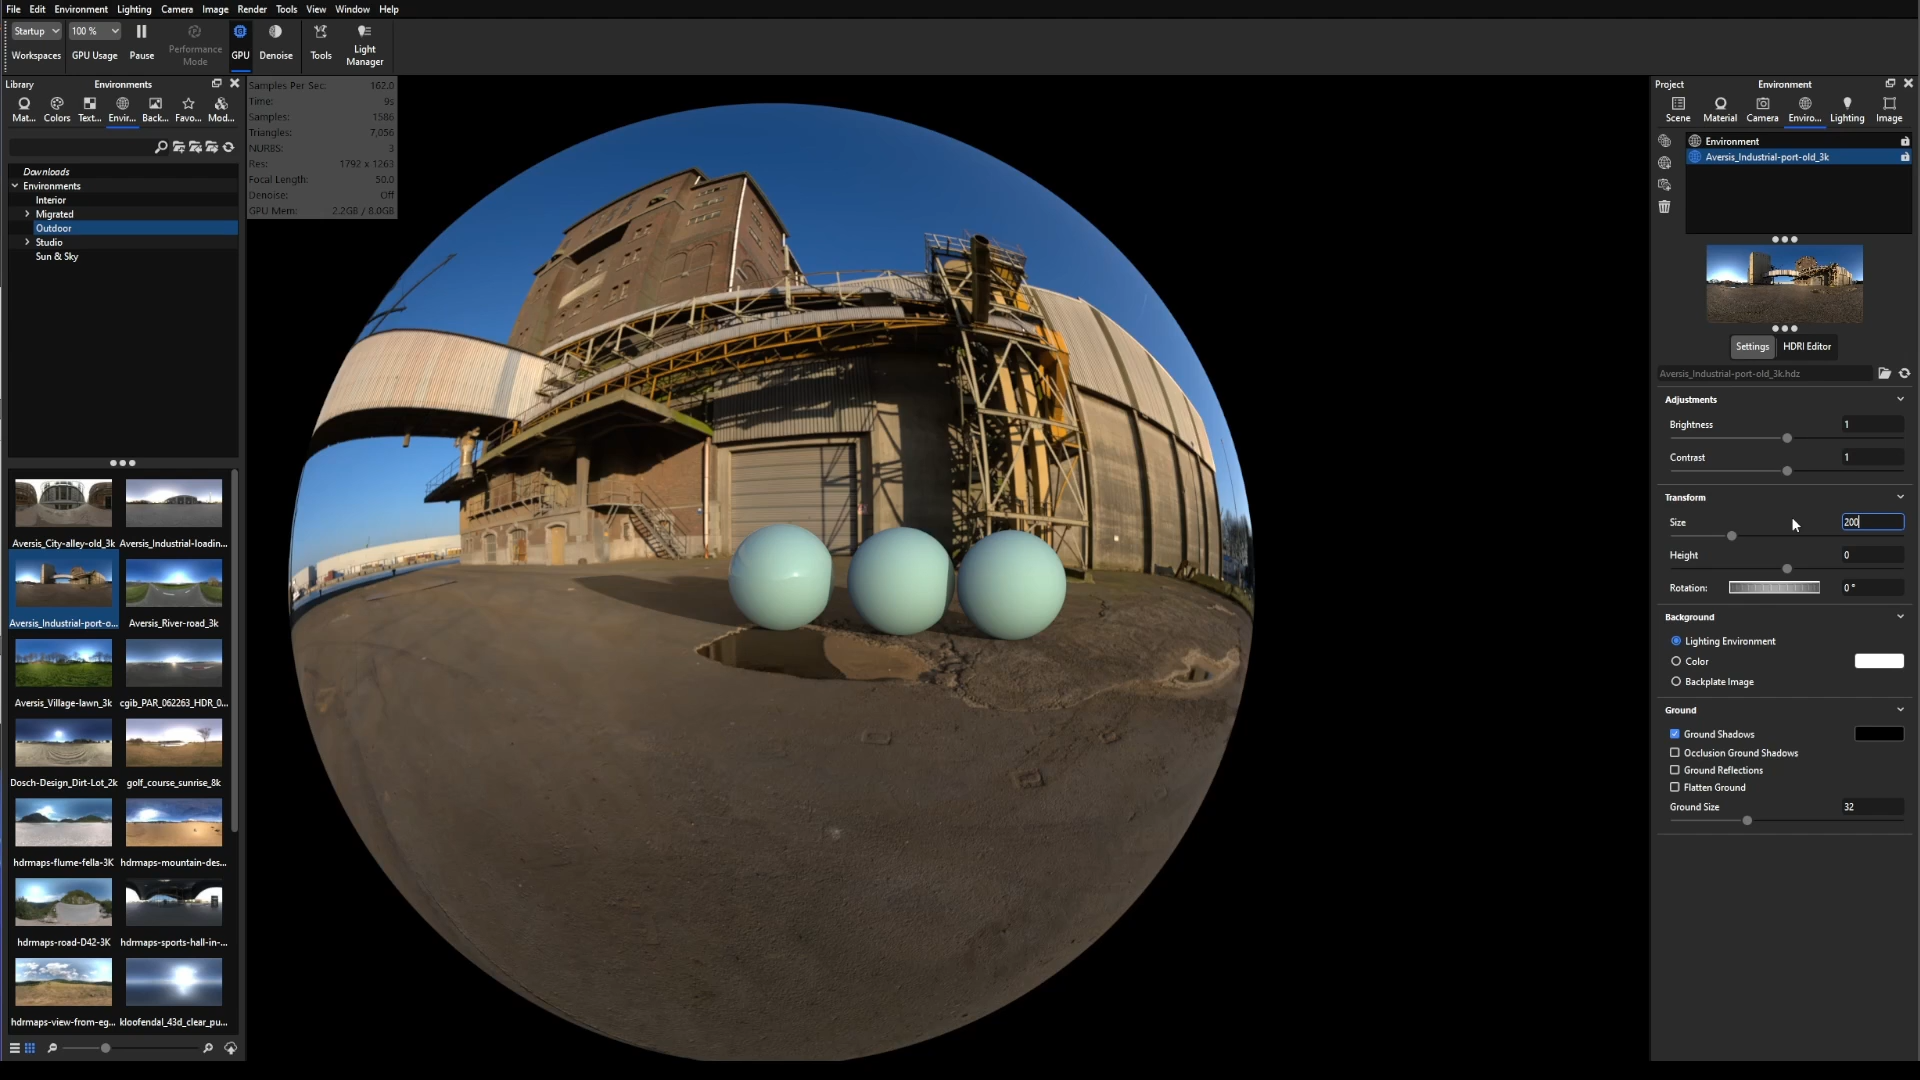 File Edit Environment Lighting Camera Image Render Tools View Window Help
Startup 100 %
Workspaces GPU Usage Pause Performance Mode GPU Denoise Tools Light Manager
Library Environments
Mat... Colors Text... Envir... Back... Favo... Mod...
Downloads
Environments
Interior
Migrated
Outdoor
Studio
Sun & Sky
Aversis_City-alley-old_3k Aversis_Industrial-loadin...
Aversis_Industrial-port-o... Aversis_River-road_3k
Aversis_Village-lawn_3k cgib_PAR_062263_HDR_0...
Dosch-Design_Dirt-Lot_2k golf_course_sunrise_8k
hdrmaps-flume-fella-3K hdrmaps-mountain-des...
hdrmaps-road-D42-3K hdrmaps-sports-hall-in-...
hdrmaps-view-from-eg... kloofendal_43d_clear_pu...
Samples Per Sec: 162.0
Time: 9s
Samples: 1586
Triangles: 7,056
NURBS: 3
Res: 1792 x 1263
Focal Length: 50.0
Denoise: Off
GPU Mem: 2.2GB / 8.0GB
Project Environment
Scene Material Camera Enviro... Lighting Image
Environment
Aversis_Industrial-port-old_3k
Settings HDRI Editor
Aversis_Industrial-port-old_3k.hdz
Adjustments
Brightness 1
Contrast 1
Transform
Size 200
Height 0
Rotation: 0 °
Background
Lighting Environment
Color
Backplate Image
Ground
Ground Shadows
Occlusion Ground Shadows
Ground Reflections
Flatten Ground
Ground Size 32